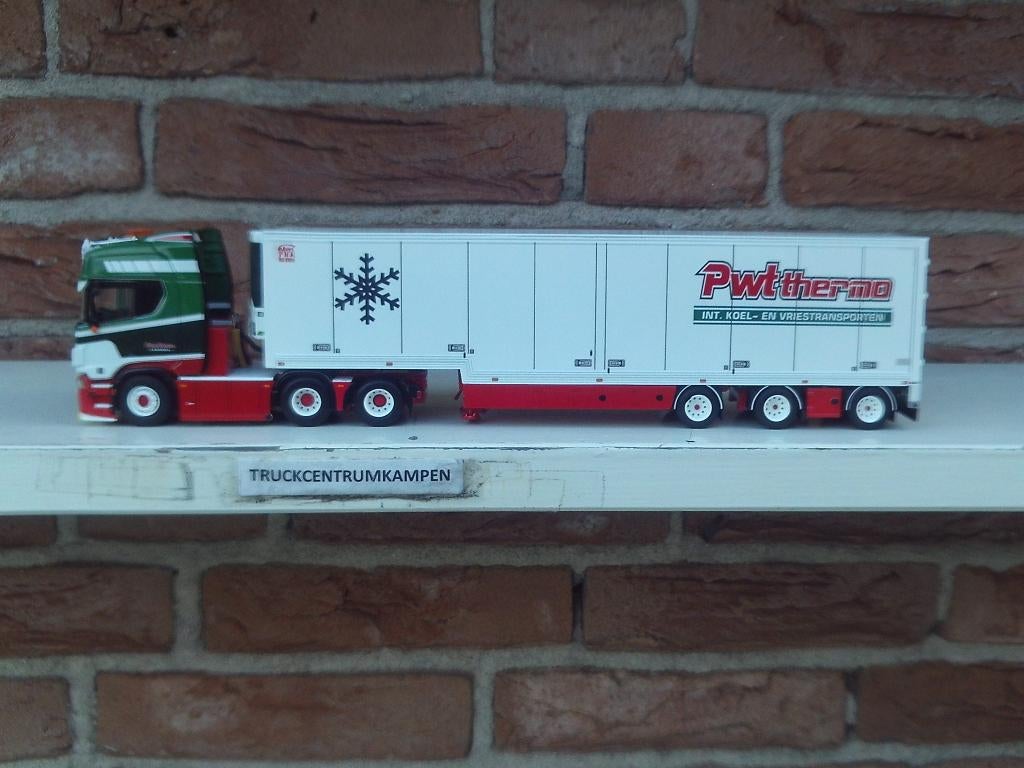 Pwt thermo
INT. KOEL- EN VRIESTRANSPORTEN
TRUCKCENTRUMKAMPEN